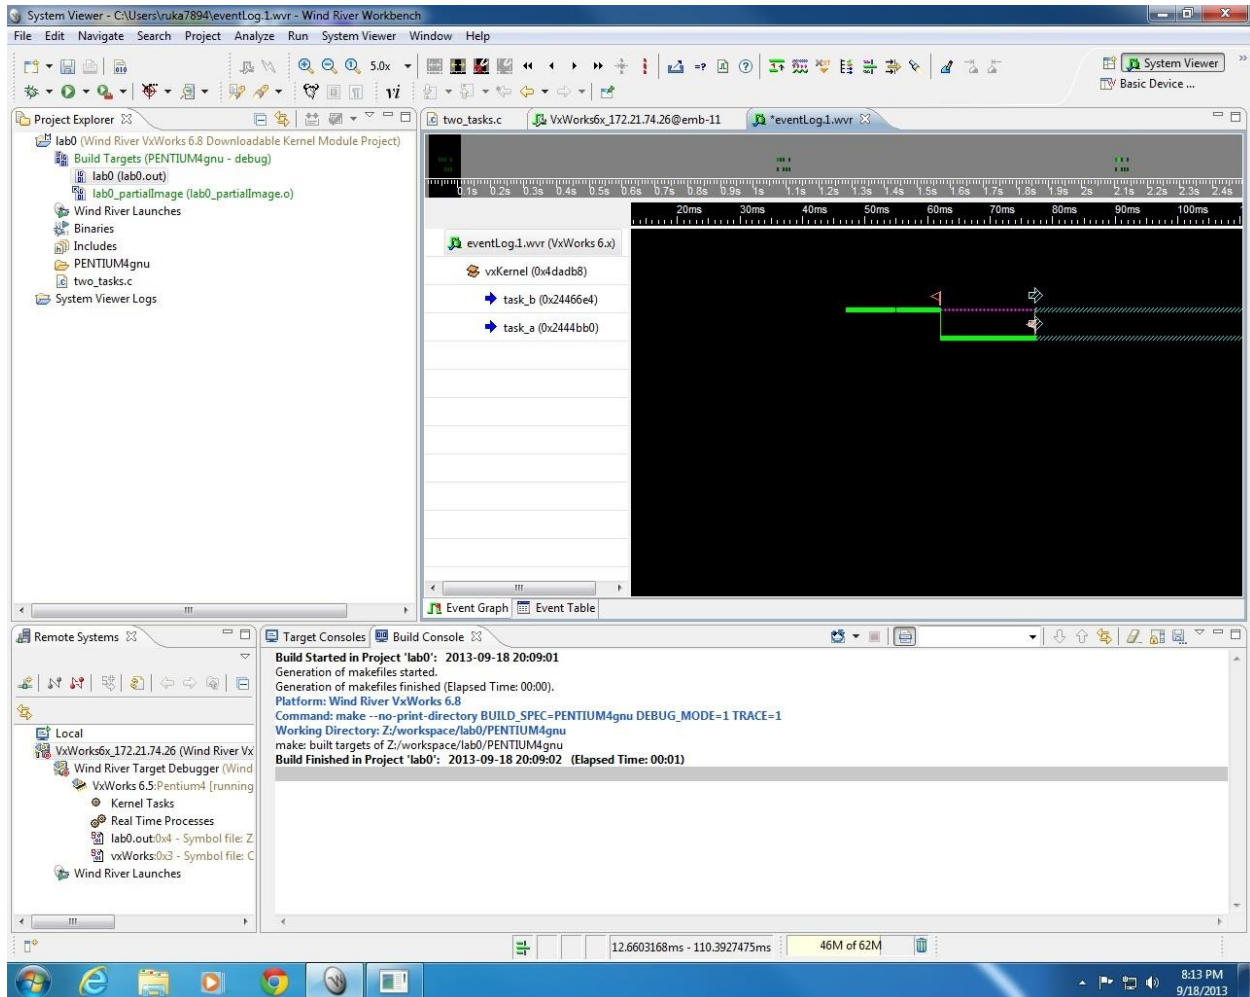 System Viewer - C:\Users\ruka7894\eventLog.1.wvr - Wind River Workbench
File Edit Navigate Search Project Analyze Run System Viewer Window Help
5.0x
System Viewer
Basic Device ...
Project Explorer
lab0 (Wind River VxWorks 6.8 Downloadable Kernel Module Project)
Build Targets (PENTIUM4gnu - debug)
lab0 (lab0.out)
lab0_partialImage (lab0_partialImage.o)
Wind River Launches
Binaries
Includes
PENTIUM4gnu
two_tasks.c
System Viewer Logs
two_tasks.c VxWorks6x_172.21.74.26@emb-11 *eventLog.1.wvr
0.1s 0.2s 0.3s 0.4s 0.5s 0.6s 0.7s 0.8s 0.9s 1s 1.1s 1.2s 1.3s 1.4s 1.5s 1.6s 1.7s 1.8s 1.9s 2s 2.1s 2.2s 2.3s 2.4s
20ms 30ms 40ms 50ms 60ms 70ms 80ms 90ms 100ms
eventLog.1.wvr (VxWorks 6.x)
vxKernel (0x4dadb8)
task_b (0x24466e4)
task_a (0x2444bb0)
Event Graph Event Table
Remote Systems
Local
VxWorks6x_172.21.74.26 (Wind River Vx
Wind River Target Debugger (Wind
VxWorks 6.5:Pentium4 [running
Kernel Tasks
Real Time Processes
lab0.out:0x4 - Symbol file: Z
vxWorks:0x3 - Symbol file: C
Wind River Launches
Target Consoles Build Console
Build Started in Project 'lab0': 2013-09-18 20:09:01
Generation of makefiles started.
Generation of makefiles finished (Elapsed Time: 00:00).
Platform: Wind River VxWorks 6.8
Command: make --no-print-directory BUILD_SPEC=PENTIUM4gnu DEBUG_MODE=1 TRACE=1
Working Directory: Z:/workspace/lab0/PENTIUM4gnu
make: built targets of Z:/workspace/lab0/PENTIUM4gnu
Build Finished in Project 'lab0': 2013-09-18 20:09:02 (Elapsed Time: 00:01)
12.6603168ms - 110.3927475ms
46M of 62M
8:13 PM
9/18/2013